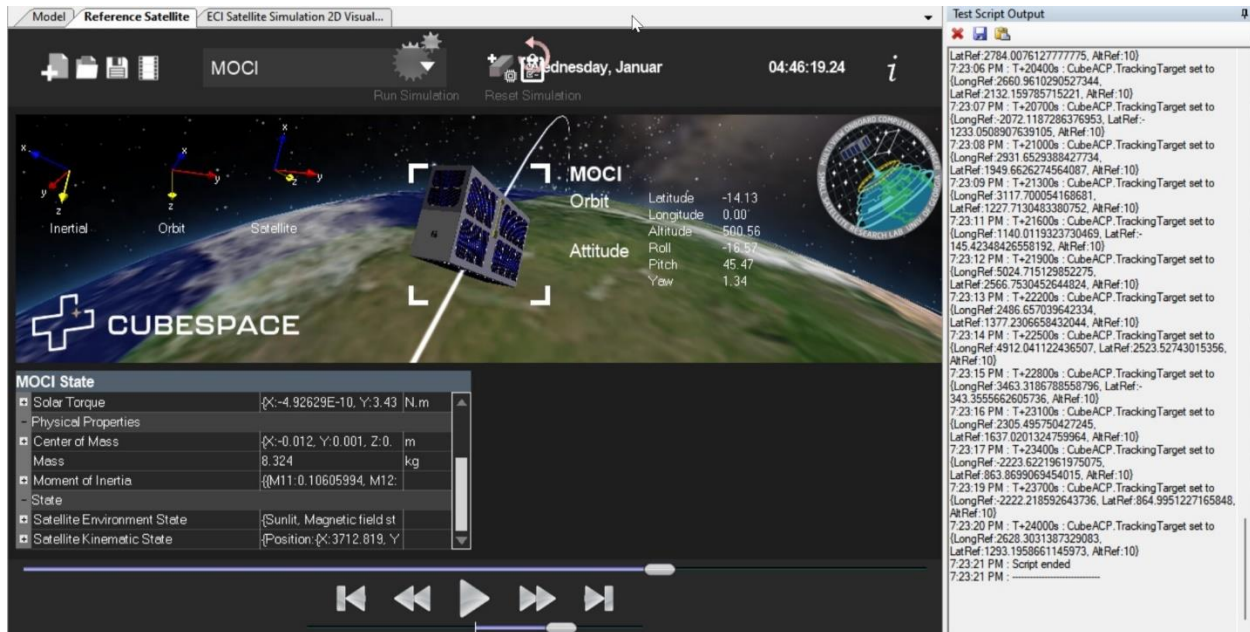 Model
Reference Satellite
ECI Satellite Simulation 2D Visual...
MOCI
Run Simulation
Reset Simulation
dnesday, Januar
04:46:19.24
i
x
y
z
Inertial
x
y
z
Orbit
x
y
z
Satellite
MOCI
Orbit
Latitude -14.13
Longitude 0.00
Altitude 500.56
Attitude
Roll -16.57
Pitch 45.47
Yaw 1.34
CUBESPACE
MOCI State
Solar Torque {X:-4.92629E-10, Y:3.43 N.m
Physical Properties
Center of Mass {X:-0.012, Y:0.001, Z:0. m
Mass 8.324 kg
Moment of Inertia {{M11:0.10605994, M12:
State
Satellite Environment State {Sunlit, Magnetic field st
Satellite Kinematic State {Position:{X:3712.819, Y
Test Script Output
LatRef:2784.0076127777775, AltRef:10}
7:23:06 PM : T+20400s : CubeACP.TrackingTarget set to
{LongRef:2660.9610290527344,
LatRef:2132.159785715221, AltRef:10}
7:23:07 PM : T+20700s : CubeACP.TrackingTarget set to
{LongRef:-2072.1187286376953, LatRef:-
1233.0508907639105, AltRef:10}
7:23:08 PM : T+21000s : CubeACP.TrackingTarget set to
{LongRef:2931.6529388427734,
LatRef:1949.6626274564087, AltRef:10}
7:23:09 PM : T+21300s : CubeACP.TrackingTarget set to
{LongRef:3117.700054168681,
LatRef:1227.7130483380752, AltRef:10}
7:23:11 PM : T+21600s : CubeACP.TrackingTarget set to
{LongRef:1140.0119323730469, LatRef:-
145.42348426558192, AltRef:10}
7:23:12 PM : T+21900s : CubeACP.TrackingTarget set to
{LongRef:5024.715129852275,
LatRef:2566.7530452644824, AltRef:10}
7:23:13 PM : T+22200s : CubeACP.TrackingTarget set to
{LongRef:2486.657039642334,
LatRef:1377.2306658432044, AltRef:10}
7:23:14 PM : T+22500s : CubeACP.TrackingTarget set to
{LongRef:4912.041122436507, LatRef:2523.52743015356,
AltRef:10}
7:23:15 PM : T+22800s : CubeACP.TrackingTarget set to
{LongRef:3463.3186788558796, LatRef:-
343.3555662605736, AltRef:10}
7:23:16 PM : T+23100s : CubeACP.TrackingTarget set to
{LongRef:2305.495750427245,
LatRef:1637.0201324759964, AltRef:10}
7:23:17 PM : T+23400s : CubeACP.TrackingTarget set to
{LongRef:-2223.6221961975075,
LatRef:863.8699069454015, AltRef:10}
7:23:19 PM : T+23700s : CubeACP.TrackingTarget set to
{LongRef:-2222.218592643736, LatRef:864.9951227165848,
AltRef:10}
7:23:20 PM : T+24000s : CubeACP.TrackingTarget set to
{LongRef:2628.3031387329083,
LatRef:1293.1958661145973, AltRef:10}
7:23:21 PM : Script ended
7:23:21 PM : -----------------------------